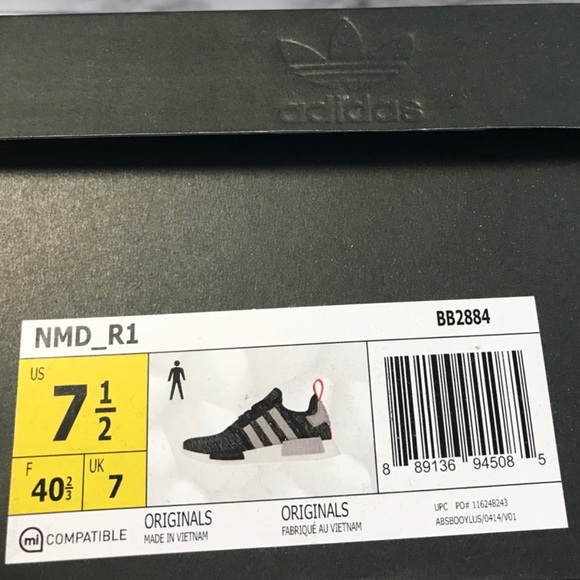 adidas
NMD_R1
BB2884
US
7 1/2
F
40 2/3
UK
7
mi COMPATIBLE
ORIGINALS
MADE IN VIETNAM
ORIGINALS
FABRIQUÉ AU VIETNAM
8 89136 94508 5
UPC PO# 116248243
ABSBOOYLUS/0414/V01